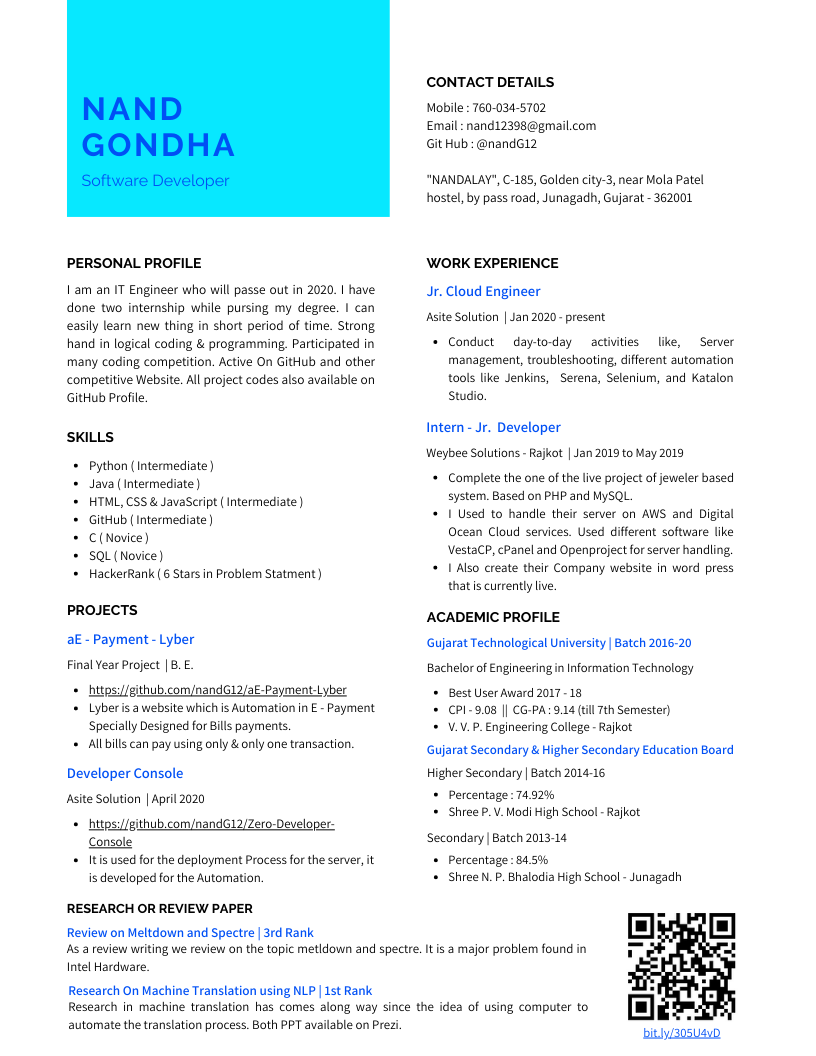 NAND
GONDHA
Software Developer
CONTACT DETAILS
Mobile : 760-034-5702
Email : nand12398@gmail.com
Git Hub : @nandG12
"NANDALAY", C-185, Golden city-3, near Mola Patel
hostel, by pass road, Junagadh, Gujarat - 362001
PERSONAL PROFILE
I am an IT Engineer who will passe out in 2020. I have
done two internship while pursing my degree. I can
easily learn new thing in short period of time. Strong
hand in logical coding & programming. Participated in
many coding competition. Active On GitHub and other
competitive Website. All project codes also available on
GitHub Profile.
SKILLS
• Python ( Intermediate )
• Java ( Intermediate )
• HTML, CSS & JavaScript ( Intermediate )
• GitHub ( Intermediate )
• C ( Novice )
• SQL ( Novice )
• HackerRank ( 6 Stars in Problem Statment )
PROJECTS
aE - Payment - Lyber
Final Year Project | B. E.
• https://github.com/nandG12/aE-Payment-Lyber
• Lyber is a website which is Automation in E - Payment
Specially Designed for Bills payments.
• All bills can pay using only & only one transaction.
Developer Console
Asite Solution | April 2020
• https://github.com/nandG12/Zero-Developer-
Console
• It is used for the deployment Process for the server, it
is developed for the Automation.
WORK EXPERIENCE
Jr. Cloud Engineer
Asite Solution | Jan 2020 - present
• Conduct day-to-day activities like, Server
management, troubleshooting, different automation
tools like Jenkins, Serena, Selenium, and Katalon
Studio.
Intern - Jr. Developer
Weybee Solutions - Rajkot | Jan 2019 to May 2019
• Complete the one of the live project of jeweler based
system. Based on PHP and MySQL.
• I Used to handle their server on AWS and Digital
Ocean Cloud services. Used different software like
VestaCP, cPanel and Openproject for server handling.
• I Also create their Company website in word press
that is currently live.
ACADEMIC PROFILE
Gujarat Technological University | Batch 2016-20
Bachelor of Engineering in Information Technology
• Best User Award 2017 - 18
• CPI - 9.08 || CG-PA : 9.14 (till 7th Semester)
• V. V. P. Engineering College - Rajkot
Gujarat Secondary & Higher Secondary Education Board
Higher Secondary | Batch 2014-16
• Percentage : 74.92%
• Shree P. V. Modi High School - Rajkot
Secondary | Batch 2013-14
• Percentage : 84.5%
• Shree N. P. Bhalodia High School - Junagadh
RESEARCH OR REVIEW PAPER
Review on Meltdown and Spectre | 3rd Rank
As a review writing we review on the topic metldown and spectre. It is a major problem found in
Intel Hardware.
Research On Machine Translation using NLP | 1st Rank
Research in machine translation has comes along way since the idea of using computer to
automate the translation process. Both PPT available on Prezi.
bit.ly/305U4vD